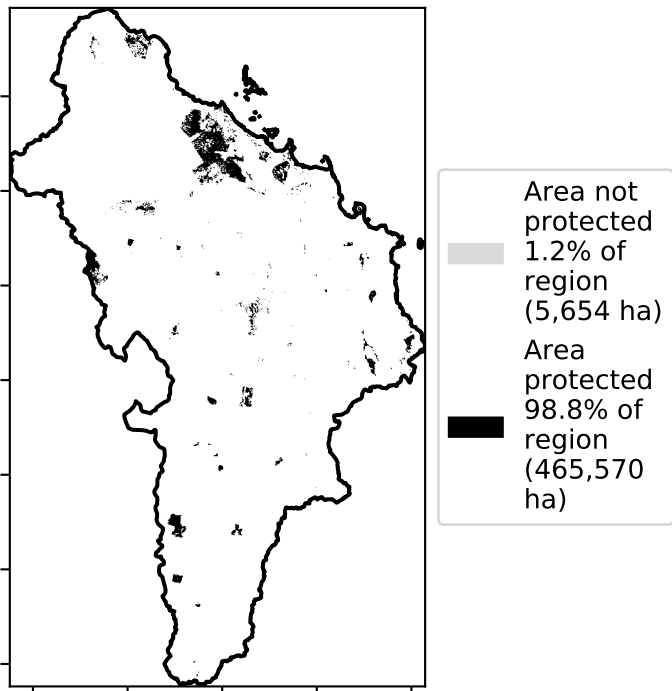 Area not
protected
1.2% of
region
(5,654 ha)
Area
protected
98.8% of
region
(465,570
ha)